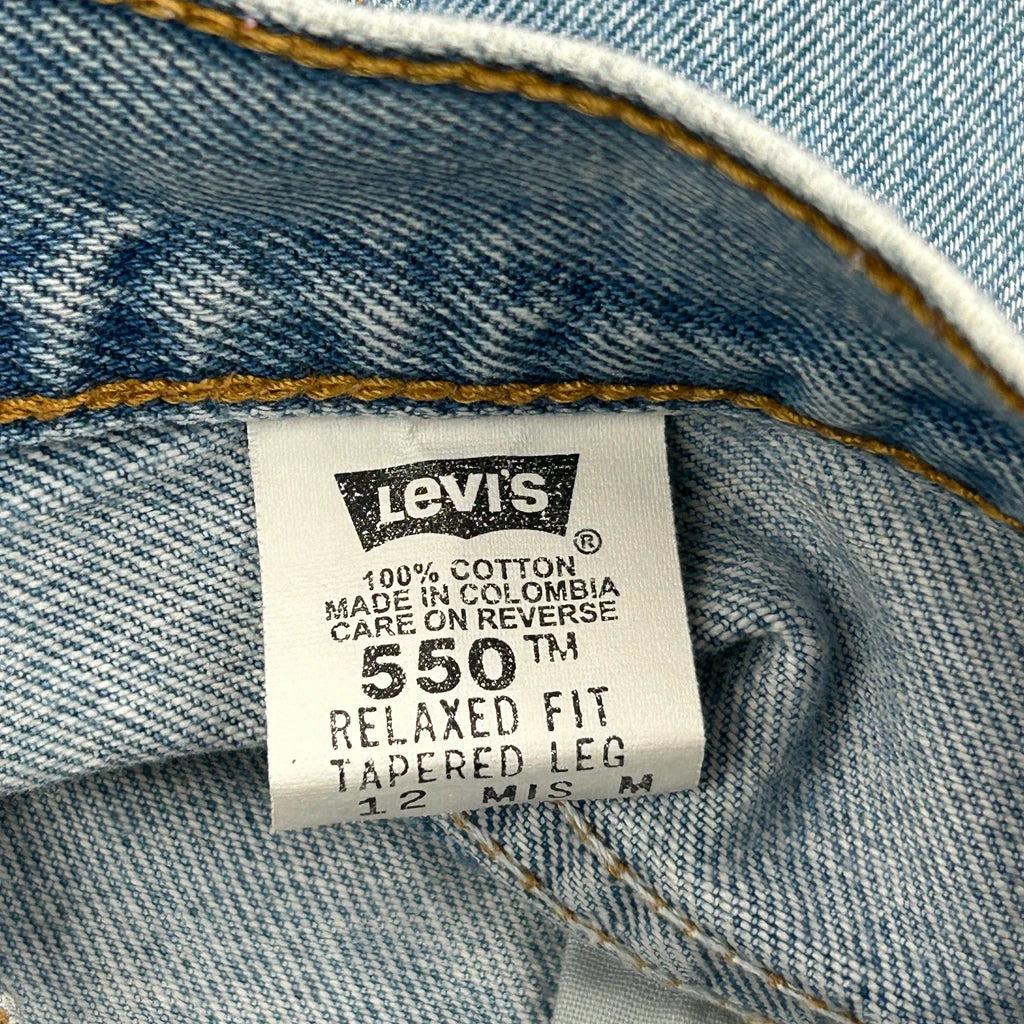 LEVI'S
®
100% COTTON
MADE IN COLOMBIA
CARE ON REVERSE
550™
RELAXED FIT
TAPERED LEG
12 MIS M